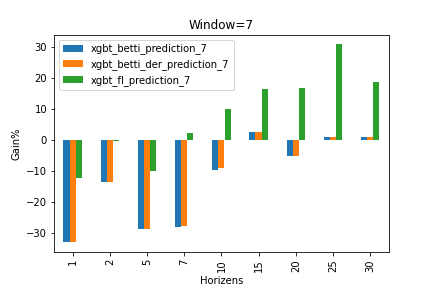 Window=7
xgbt_betti_prediction_7
xgbt_betti_der_prediction_7
xgbt_fl_prediction_7
Gain%
30
20
10
0
−10
−20
−30
1 2 5 7 10 15 20 25 30
Horizens